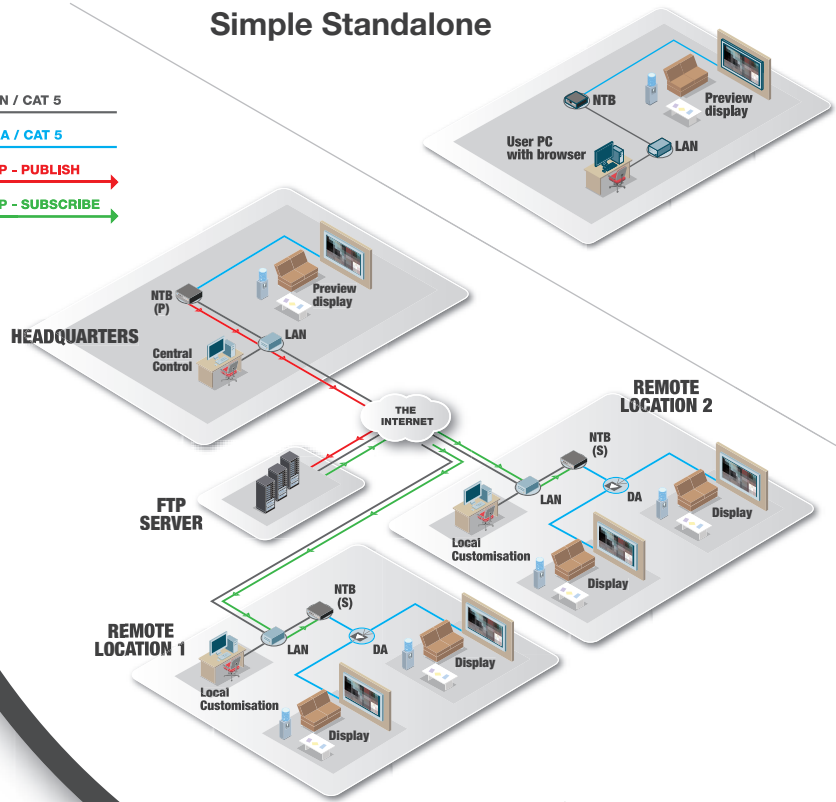 Simple Standalone
N / CAT 5
A / CAT 5
P - PUBLISH
P - SUBSCRIBE
NTB
Preview
display
User PC
with browser
LAN
HEADQUARTERS
NTB
(P)
Preview
display
LAN
Central
Control
THE
INTERNET
FTP
SERVER
REMOTE
LOCATION 2
NTB
(S)
LAN
DA
Display
Local
Customisation
Display
REMOTE
LOCATION 1
NTB
(S)
LAN
DA
Display
Local
Customisation
Display